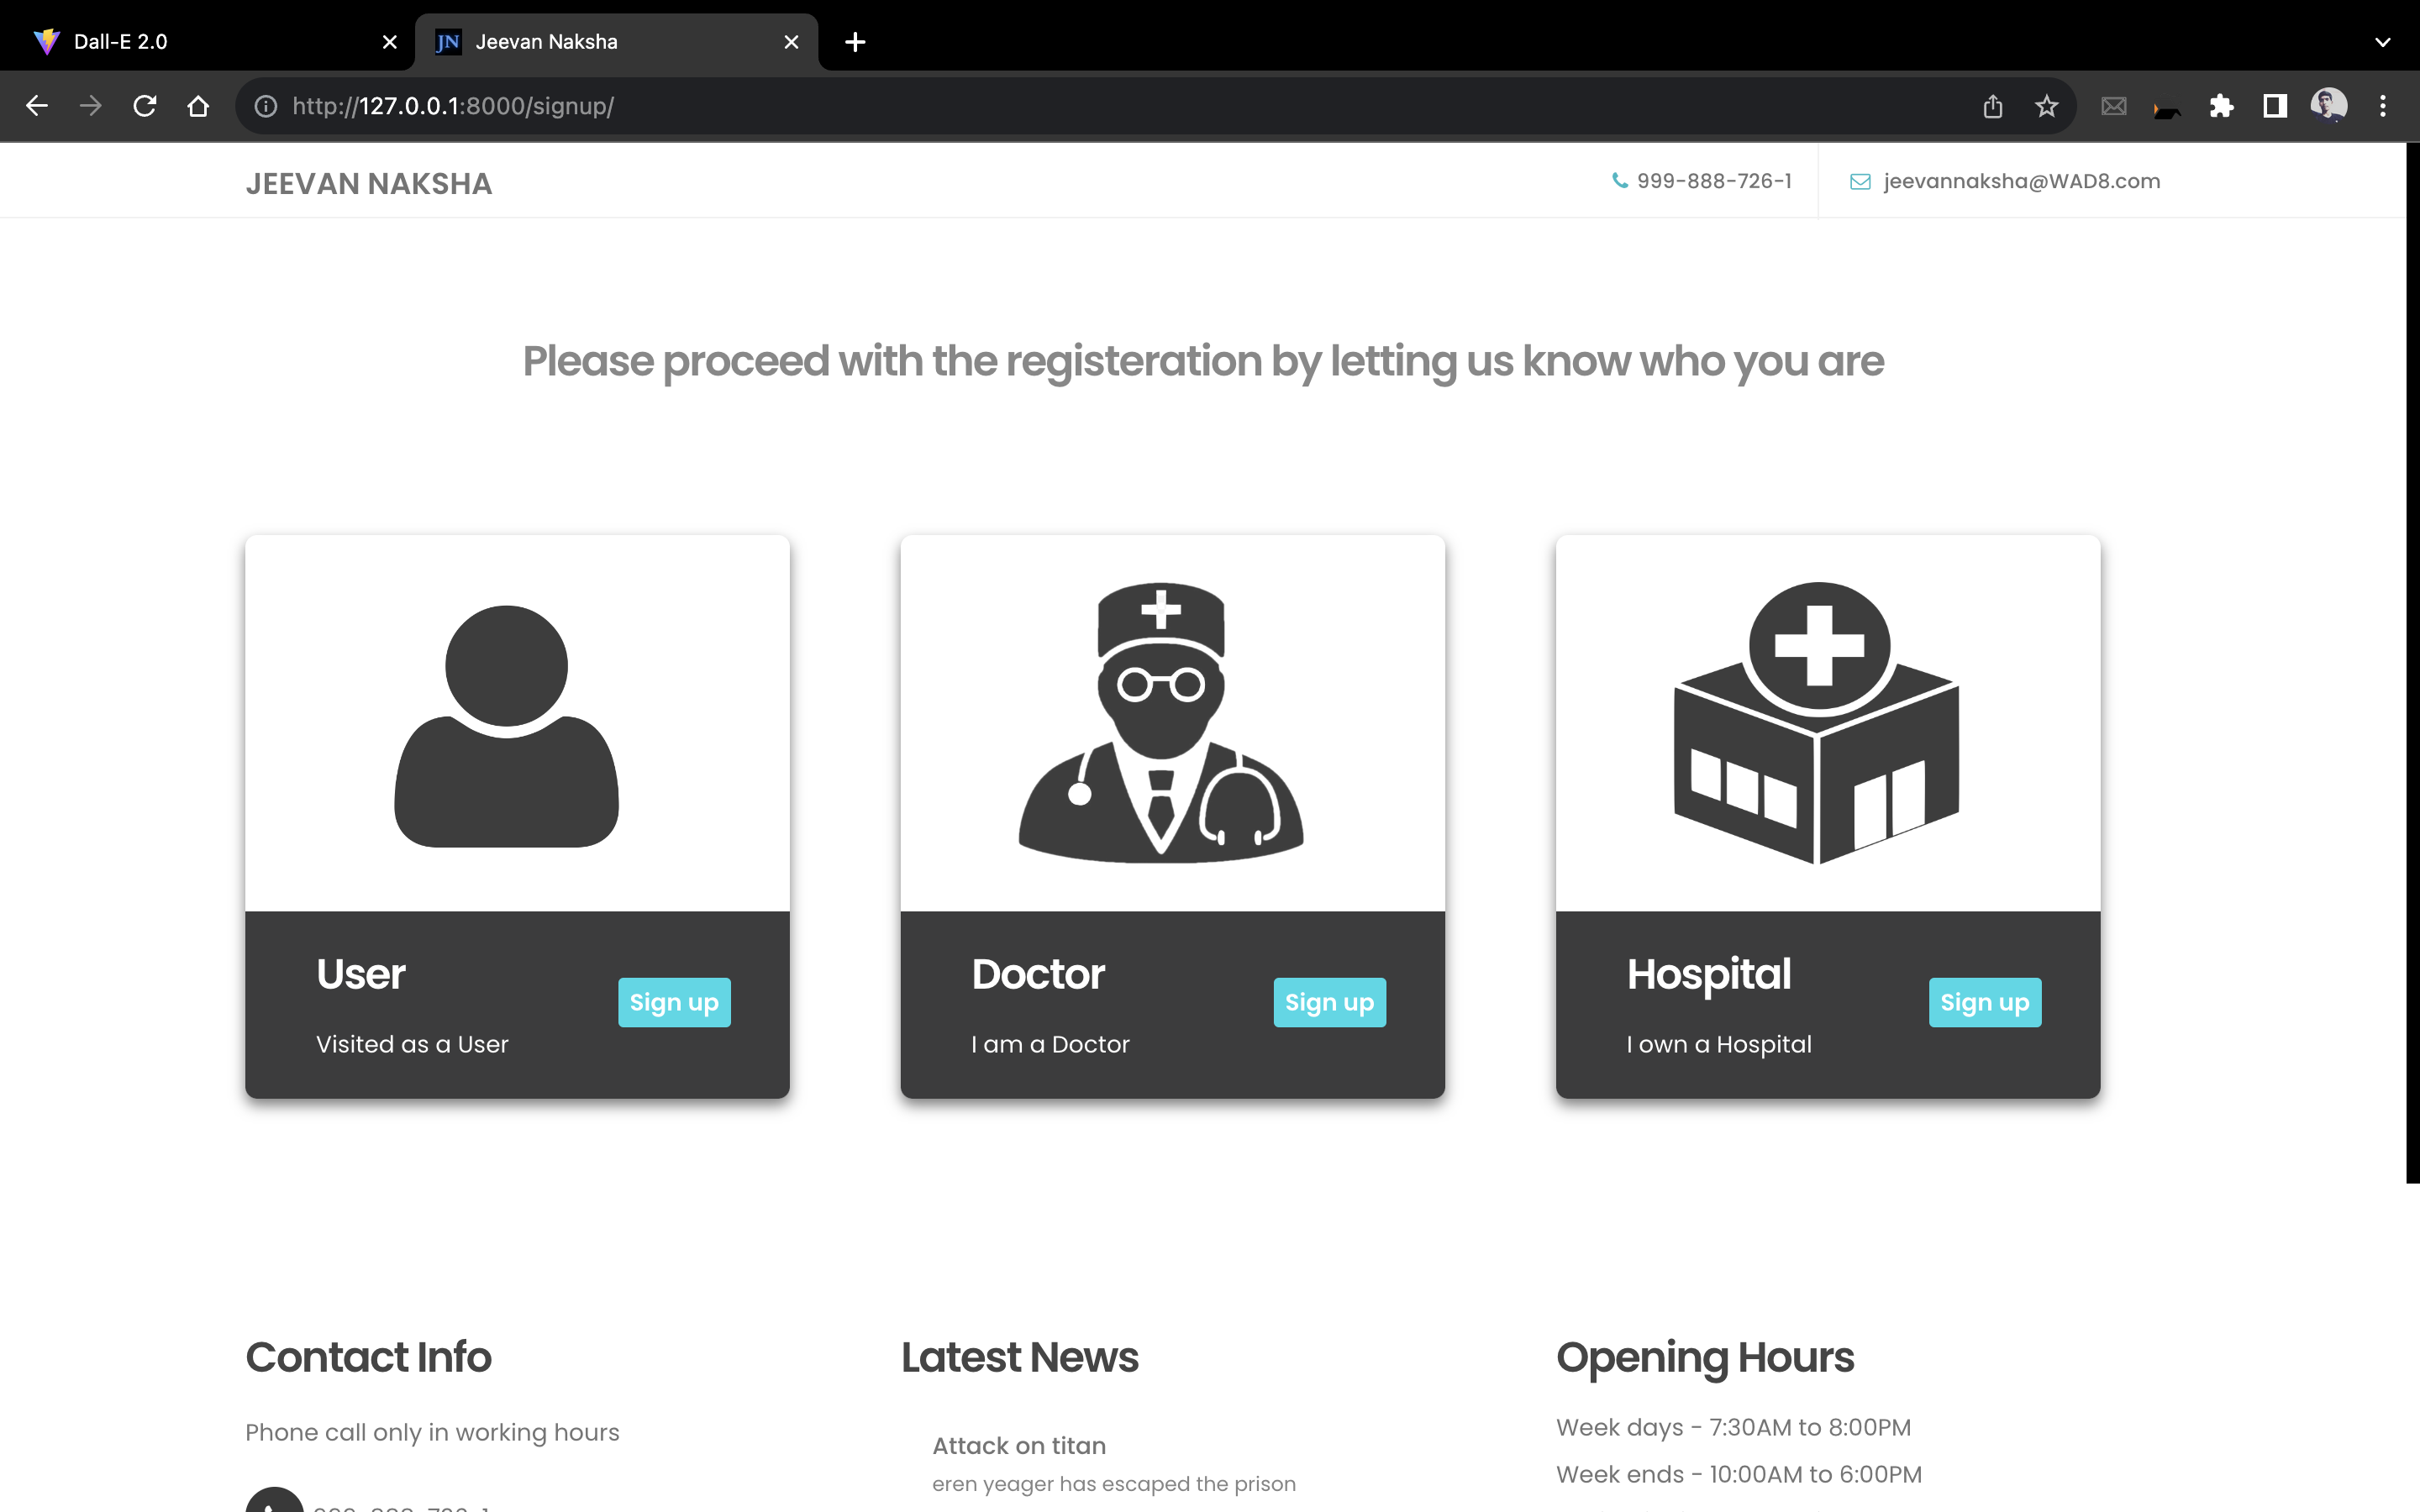 Dall-E 2.0
JN Jeevan Naksha
http://127.0.0.1:8000/signup/
JEEVAN NAKSHA
999-888-726-1
jeevannaksha@WAD8.com
Please proceed with the registeration by letting us know who you are
User
Sign up
Visited as a User
Doctor
Sign up
I am a Doctor
Hospital
Sign up
I own a Hospital
Contact Info
Phone call only in working hours
Latest News
Attack on titan
eren yeager has escaped the prison
Opening Hours
Week days - 7:30AM to 8:00PM
Week ends - 10:00AM to 6:00PM